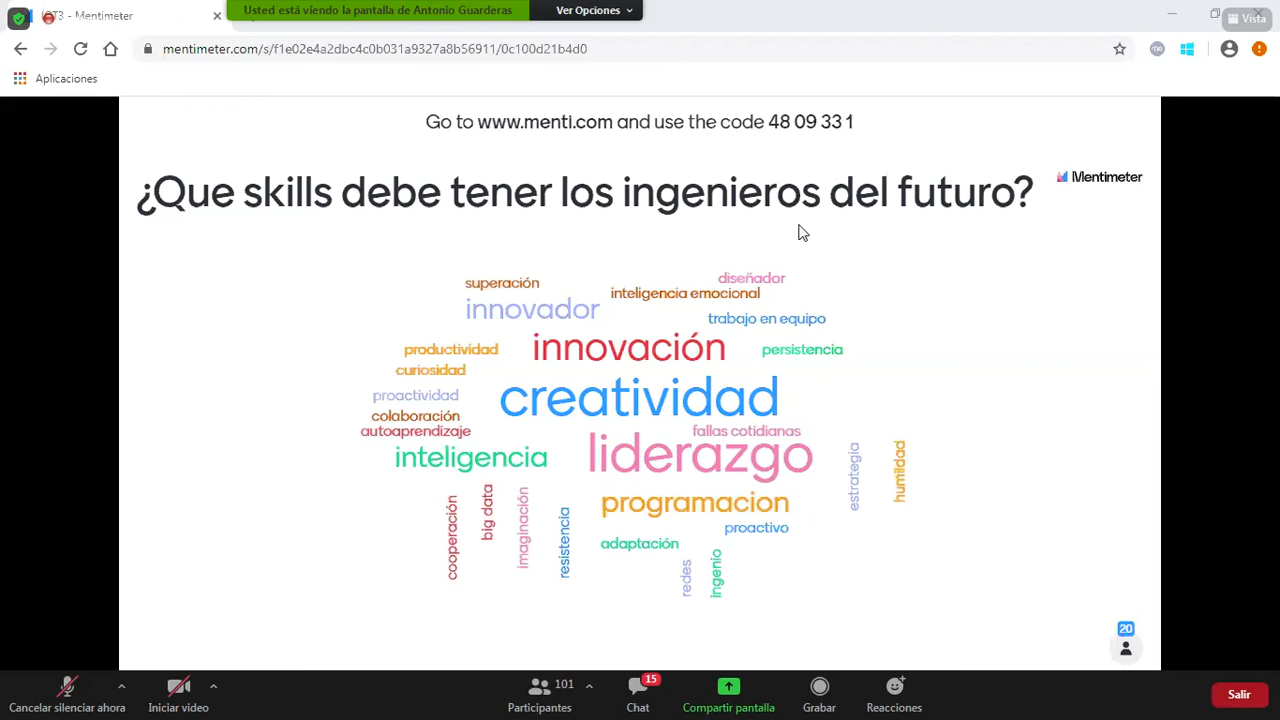 IOT3 - Mentimeter
Usted está viendo la pantalla de Antonio Guarderas
Ver Opciones
Vista
mentimeter.com/s/f1e02e4a2dbc4c0b031a9327a8b56911/0c100d21b4d0
Aplicaciones
Go to www.menti.com and use the code 48 09 33 1
Mentimeter
¿Que skills debe tener los ingenieros del futuro?
diseñador
superación
inteligencia emocional
innovador
trabajo en equipo
innovación
productividad
persistencia
curiosidad
proactividad
creatividad
colaboración
autoaprendizaje
fallas cotidianas
inteligencia
liderazgo
estrategia
humildad
programacion
cooperación
big data
imaginación
resistencia
proactivo
adaptación
redes
ingenio
20
Cancelar silenciar ahora
Iniciar video
101
Participantes
15
Chat
Compartir pantalla
Grabar
Reacciones
Salir